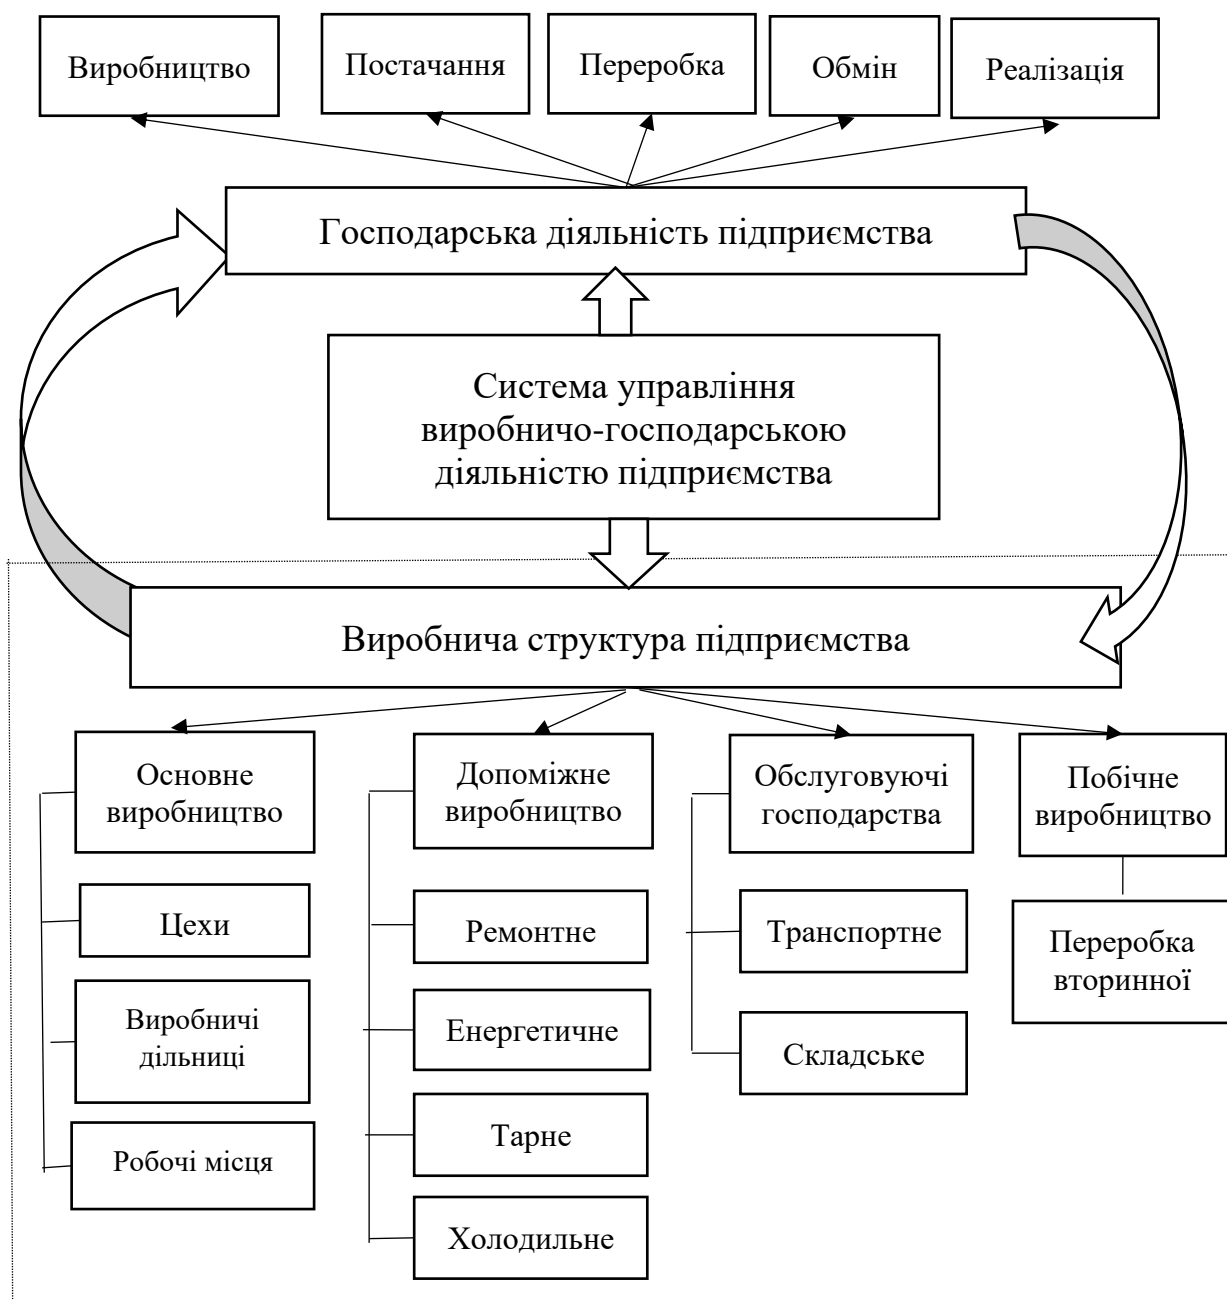 Виробництво
Постачання
Переробка
Обмін
Реалізація
Господарська діяльність підприємства
Система управління
виробничо-господарською
діяльністю підприємства
Виробнича структура підприємства
Основне
виробництво
Допоміжне
виробництво
Обслуговуючі
господарства
Побічне
виробництво
Цехи
Ремонтне
Транспортне
Переробка
вторинної
Виробничі
дільниці
Енергетичне
Складське
Робочі місця
Тарне
Холодильне